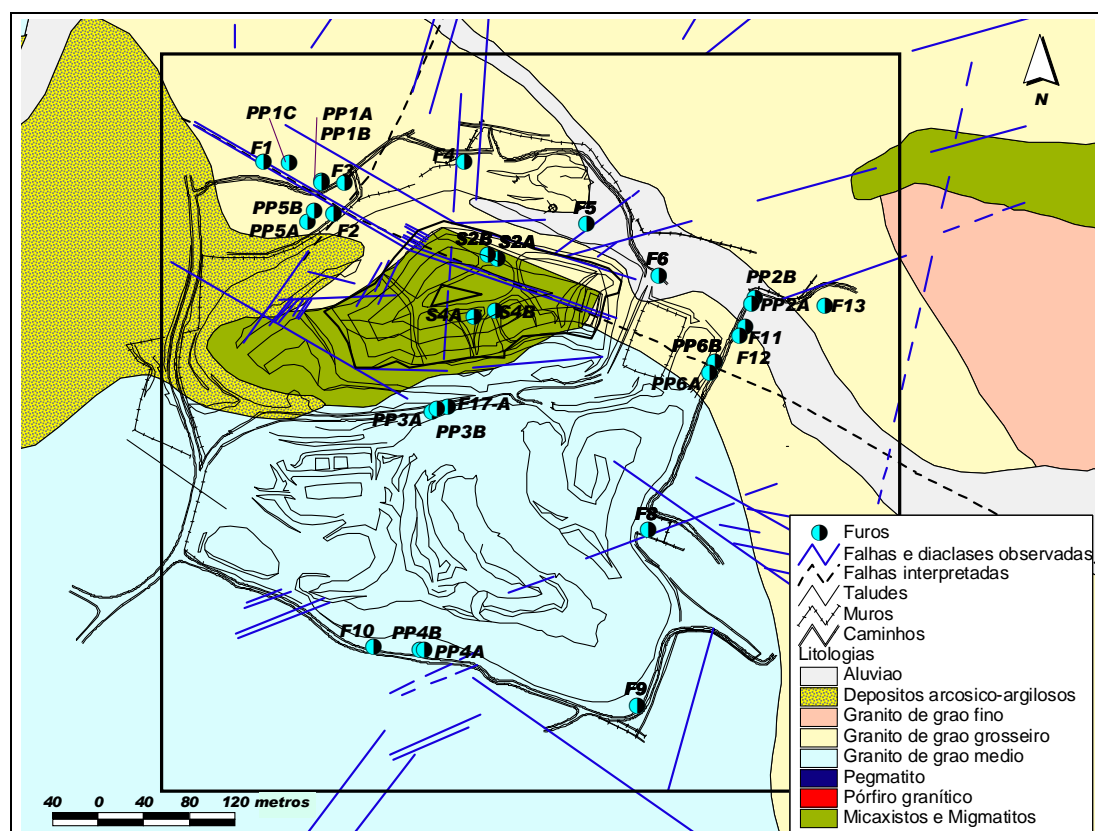 N
PP1C
PP1A
PP1B
F1
F3
F4
PP5B
PP5A
F2
F5
S2B
S2A
F6
PP2B
PP2A
F13
S4A
S4B
F11
F12
PP6B
PP6A
F17-A
PP3A
PP3B
F8
F10
PP4B
PP4A
F9
Furos
Falhas e diaclases observadas
Falhas interpretadas
Taludes
Muros
Caminhos
Litologias
Aluviao
Depositos arcosico-argilosos
Granito de grao fino
Granito de grao grosseiro
Granito de grao medio
Pegmatito
Pórfiro granítico
Micaxistos e Migmatitos
40 0 40 80 120 metros